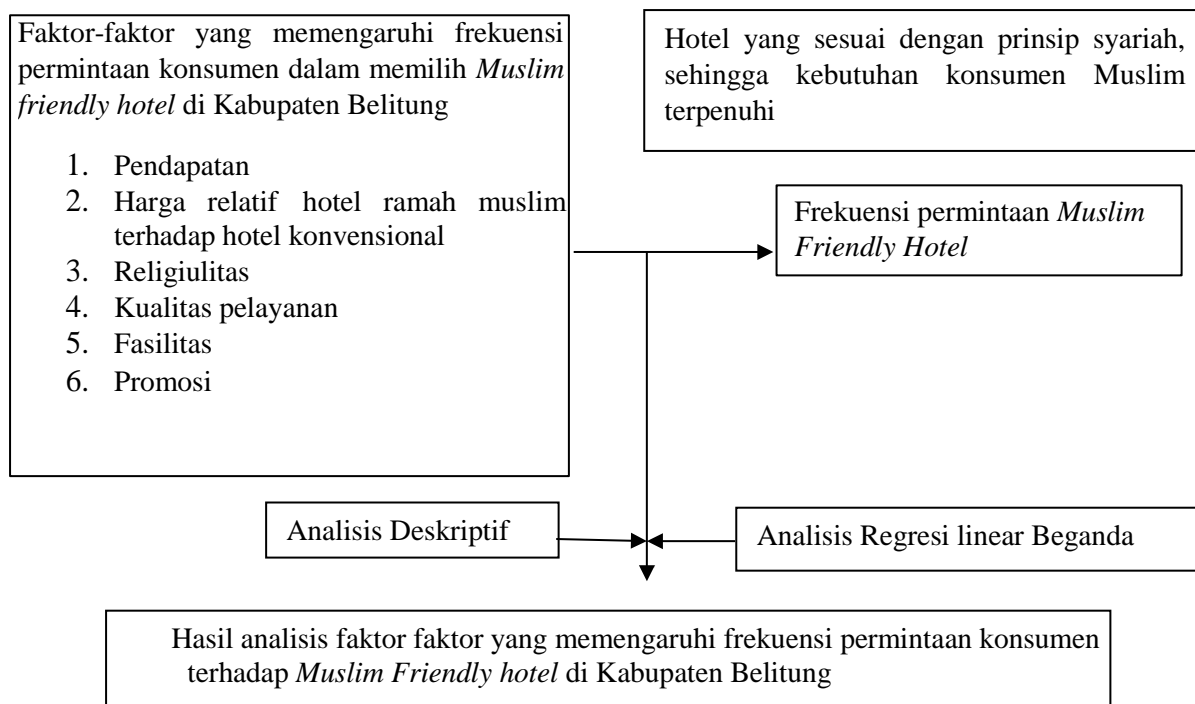 Faktor-faktor yang memengaruhi frekuensi
permintaan konsumen dalam memilih Muslim
friendly hotel di Kabupaten Belitung
1. Pendapatan
2. Harga relatif hotel ramah muslim
terhadap hotel konvensional
3. Religiulitas
4. Kualitas pelayanan
5. Fasilitas
6. Promosi
Hotel yang sesuai dengan prinsip syariah,
sehingga kebutuhan konsumen Muslim
terpenuhi
Frekuensi permintaan Muslim
Friendly Hotel
Analisis Deskriptif
Analisis Regresi linear Beganda
Hasil analisis faktor faktor yang memengaruhi frekuensi permintaan konsumen
terhadap Muslim Friendly hotel di Kabupaten Belitung